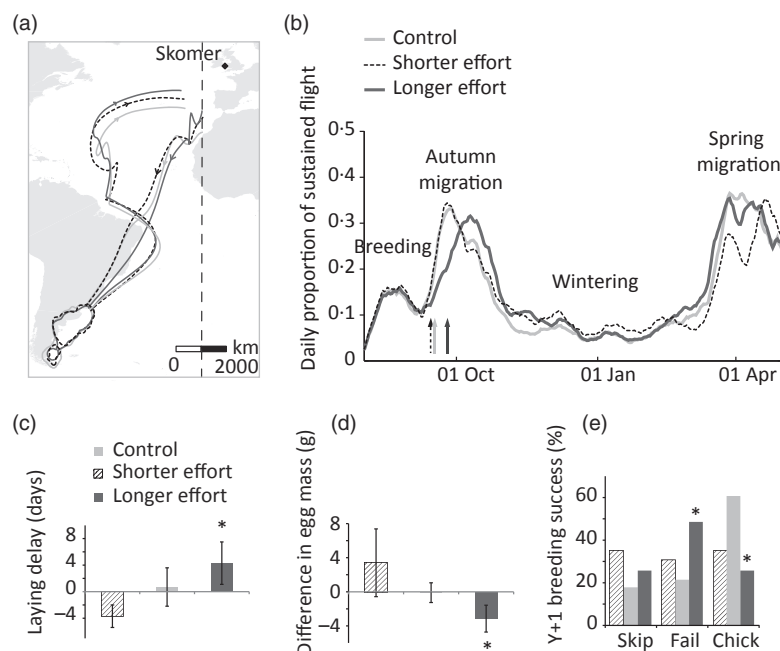 (a)
Skomer
km
0 2000
(b)
Control
Shorter effort
Longer effort
Daily proportion of sustained flight
0·5
0·4
0·3
0·2
0·1
0
Breeding
Autumn
migration
Wintering
Spring
migration
01 Oct 01 Jan 01 Apr
(c)
Control
Shorter effort
Longer effort
Laying delay (days)
8
4
0
−4
*
(d)
Difference in egg mass (g)
8
4
0
−4
*
(e)
Y+1 breeding success (%)
60
40
20
0
* *
Skip Fail Chick